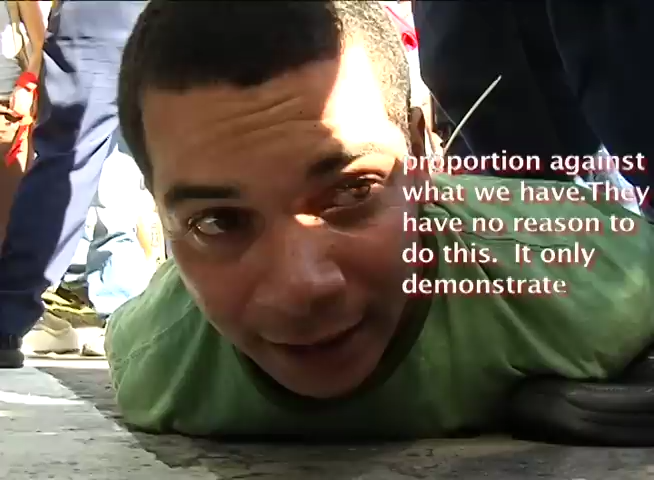 proportion against
what we have.They
have no reason to
do this.  It only
demonstrate